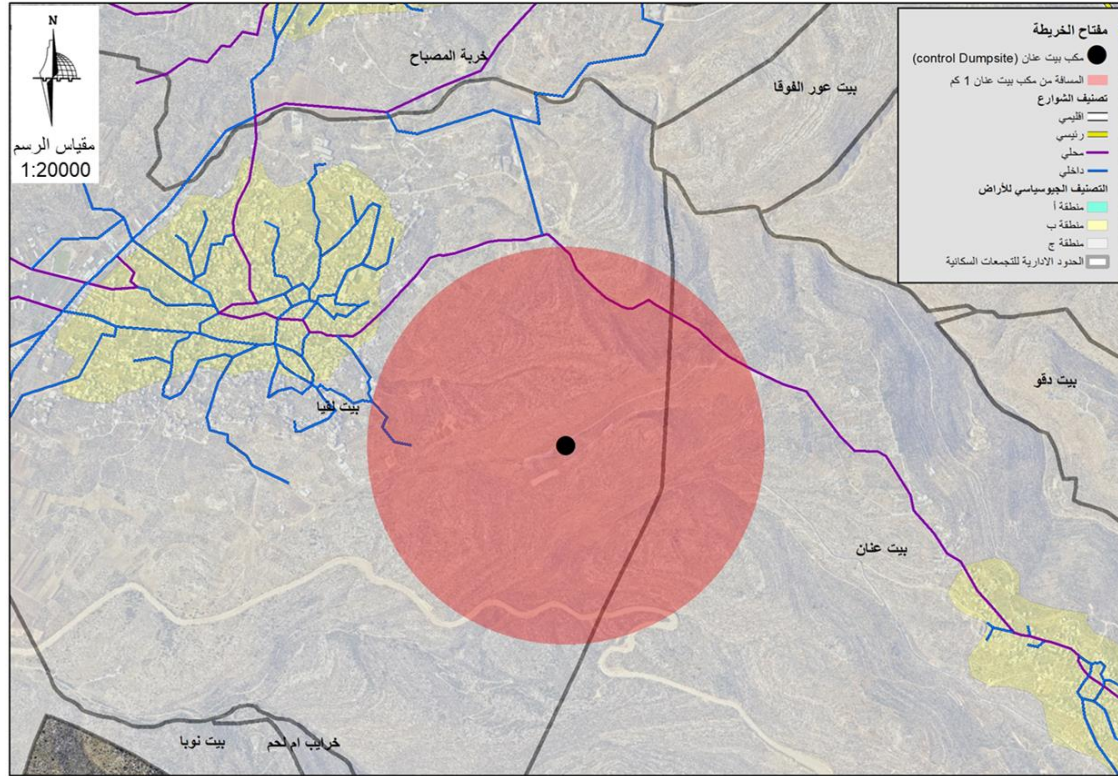 N
مقياس الرسم
1:20000
مفتاح الخريطة
مكب بيت عنان (control Dumpsite)
المسافة من مكب بيت عنان 1 كم
تصنيف الشوارع
اقليمي
رئيسي
محلي
داخلي
التصنيف الجيوسياسي للأراض
منطقة أ
منطقة ب
منطقة ج
الحدود الادارية للتجمعات السكانية
خربة المصباح
بيت عور الفوقا
بيت دقو
بيت لقيا
بيت عنان
بيت نوبا
خرايب ام لحم